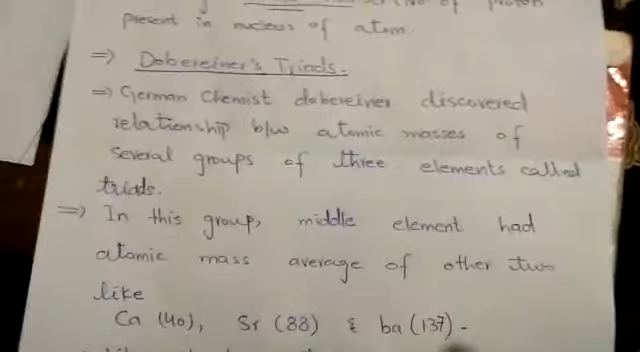 of proton
present in nucleus of atom.
⇒ Dobereiner's Triads.
⇒ German Chemist dobereiner discovered
relationship b/w atomic masses of
several groups of three elements called
triads.
⇒ In this group, middle element had
atomic mass average of other two
like
Ca (40), Sr (88) & ba (137) -